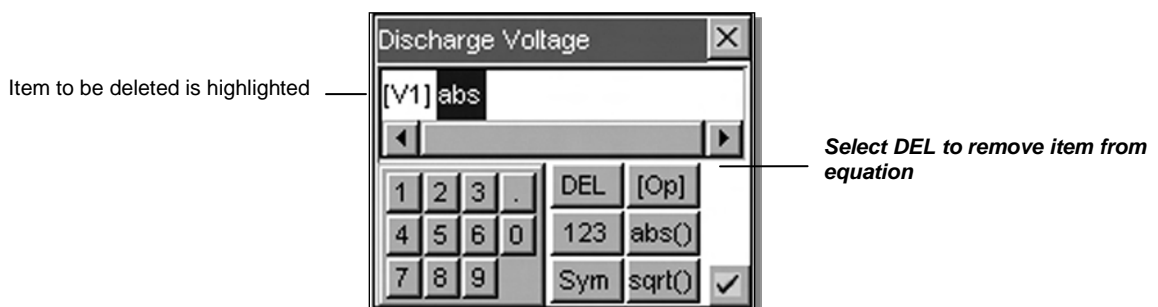 Discharge Voltage
Item to be deleted is highlighted
[V1] abs
Select DEL to remove item from
equation
1 2 3 . DEL [Op]
4 5 6 0 123 abs()
7 8 9 Sym sqrt()